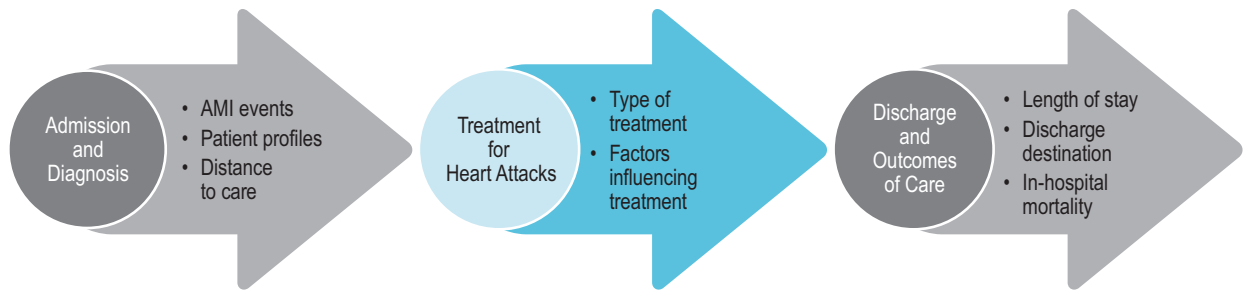 Admission
and
Diagnosis
• AMI events
• Patient profiles
• Distance
to care
Treatment
for
Heart Attacks
• Type of
treatment
• Factors
influencing
treatment
Discharge
and
Outcomes
of Care
• Length of stay
• Discharge
destination
• In-hospital
mortality